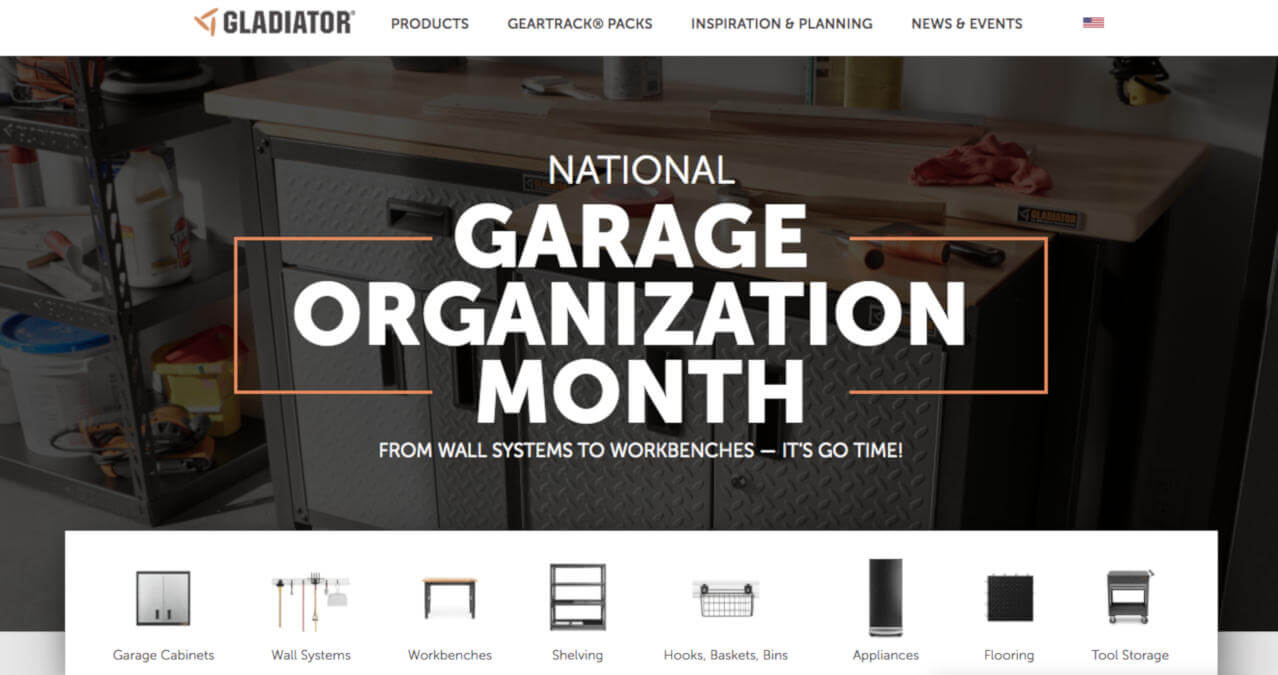 GLADIATOR®
PRODUCTS
GEARTRACK® PACKS
INSPIRATION & PLANNING
NEWS & EVENTS
NATIONAL
GARAGE
ORGANIZATION
MONTH
FROM WALL SYSTEMS TO WORKBENCHES — IT'S GO TIME!
GLADIATOR
Garage Cabinets
Wall Systems
Workbenches
Shelving
Hooks, Baskets, Bins
Appliances
Flooring
Tool Storage